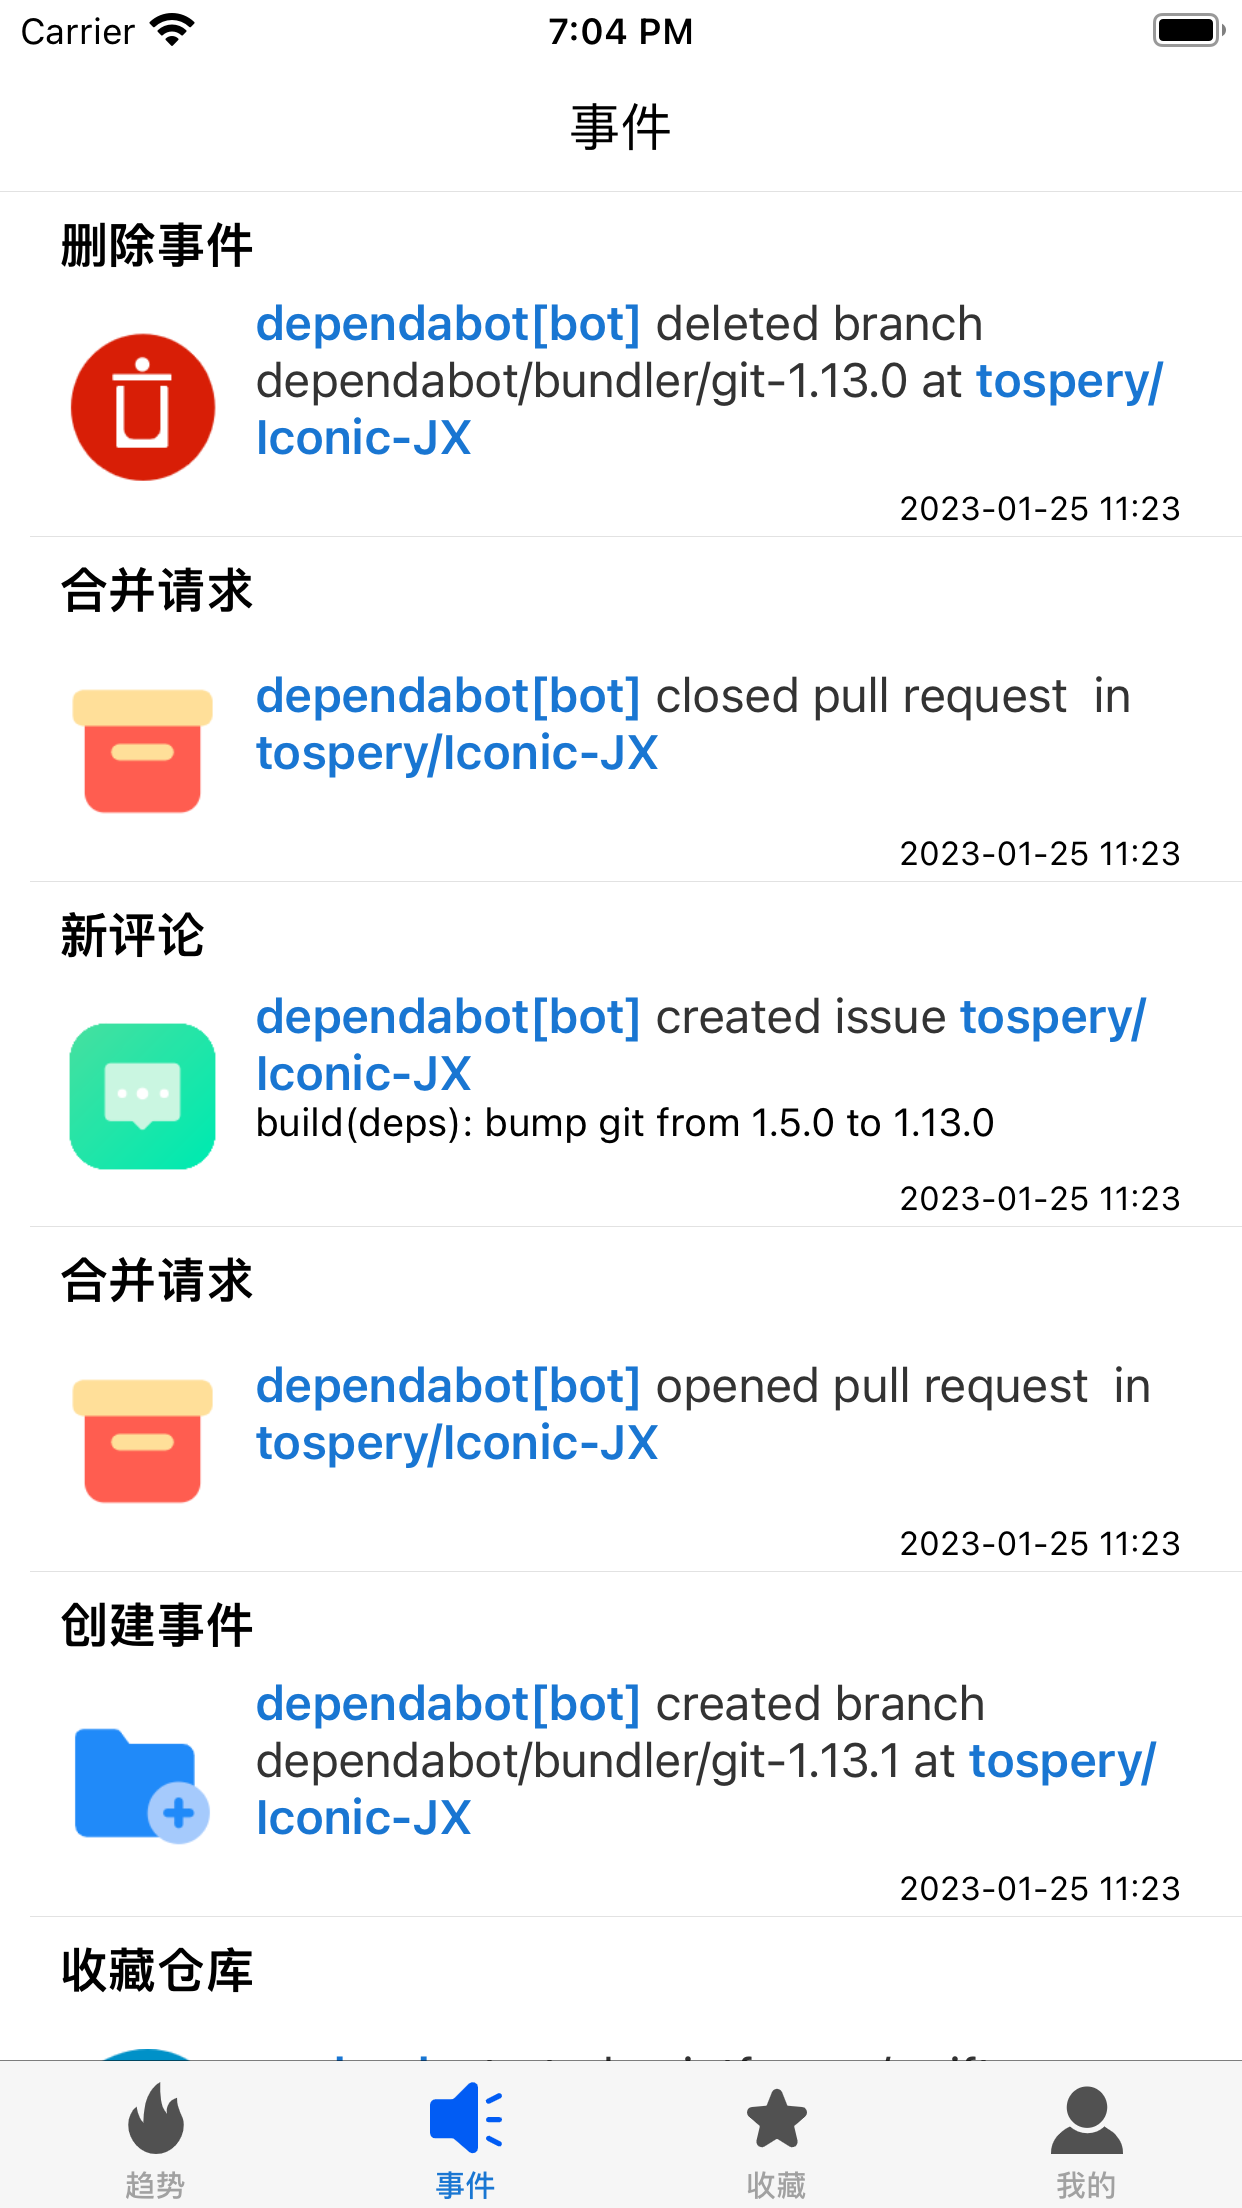 Carrier 7:04 PM
事件
删除事件
dependabot[bot] deleted branch
dependabot/bundler/git-1.13.0 at tospery/
Iconic-JX
2023-01-25 11:23
合并请求
dependabot[bot] closed pull request  in
tospery/Iconic-JX
2023-01-25 11:23
新评论
dependabot[bot] created issue tospery/
Iconic-JX
build(deps): bump git from 1.5.0 to 1.13.0
2023-01-25 11:23
合并请求
dependabot[bot] opened pull request  in
tospery/Iconic-JX
2023-01-25 11:23
创建事件
dependabot[bot] created branch
dependabot/bundler/git-1.13.1 at tospery/
Iconic-JX
2023-01-25 11:23
收藏仓库
趋势 事件 收藏 我的